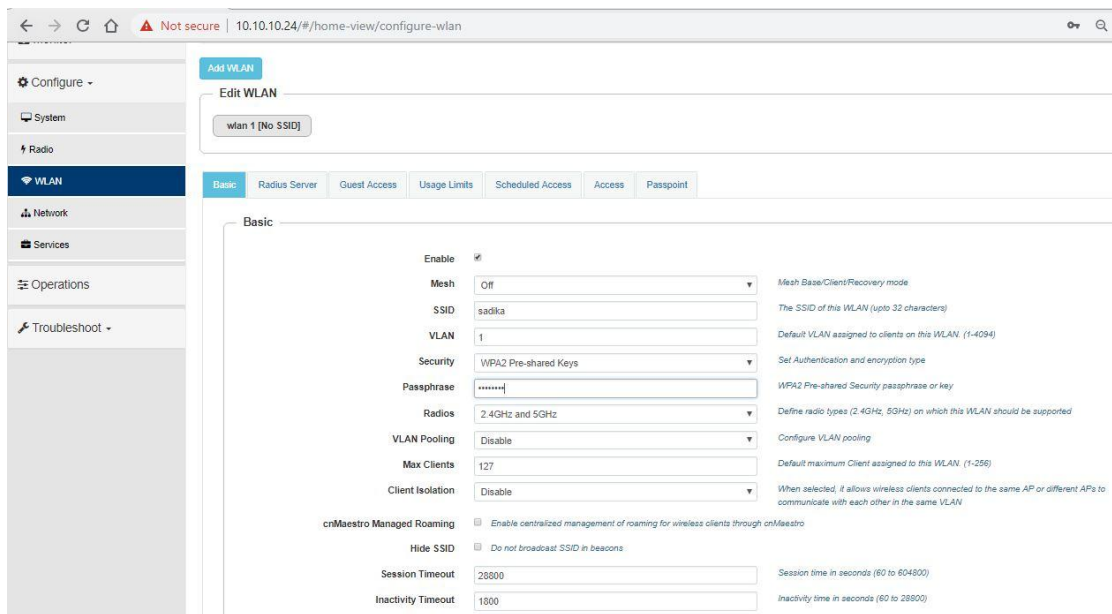 Not secure | 10.10.10.24/#/home-view/configure-wlan
Configure
System
Radio
WLAN
Network
Services
Operations
Troubleshoot
Add WLAN
Edit WLAN
wlan 1 [No SSID]
Basic Radius Server Guest Access Usage Limits Scheduled Access Access Passpoint
Basic
Enable
Mesh Off Mesh Base/Client/Recovery mode
SSID sadika The SSID of this WLAN (upto 32 characters)
VLAN 1 Default VLAN assigned to clients on this WLAN. (1-4094)
Security WPA2 Pre-shared Keys Set Authentication and encryption type
Passphrase •••••••• WPA2 Pre-shared Security passphrase or key
Radios 2.4GHz and 5GHz Define radio types (2.4GHz, 5GHz) on which this WLAN should be supported
VLAN Pooling Disable Configure VLAN pooling
Max Clients 127 Default maximum Client assigned to this WLAN. (1-256)
Client Isolation Disable When selected, it allows wireless clients connected to the same AP or different APs to
communicate with each other in the same VLAN
cnMaestro Managed Roaming Enable centralized management of roaming for wireless clients through cnMaestro
Hide SSID Do not broadcast SSID in beacons
Session Timeout 28800 Session time in seconds (60 to 604800)
Inactivity Timeout 1800 Inactivity time in seconds (60 to 28800)